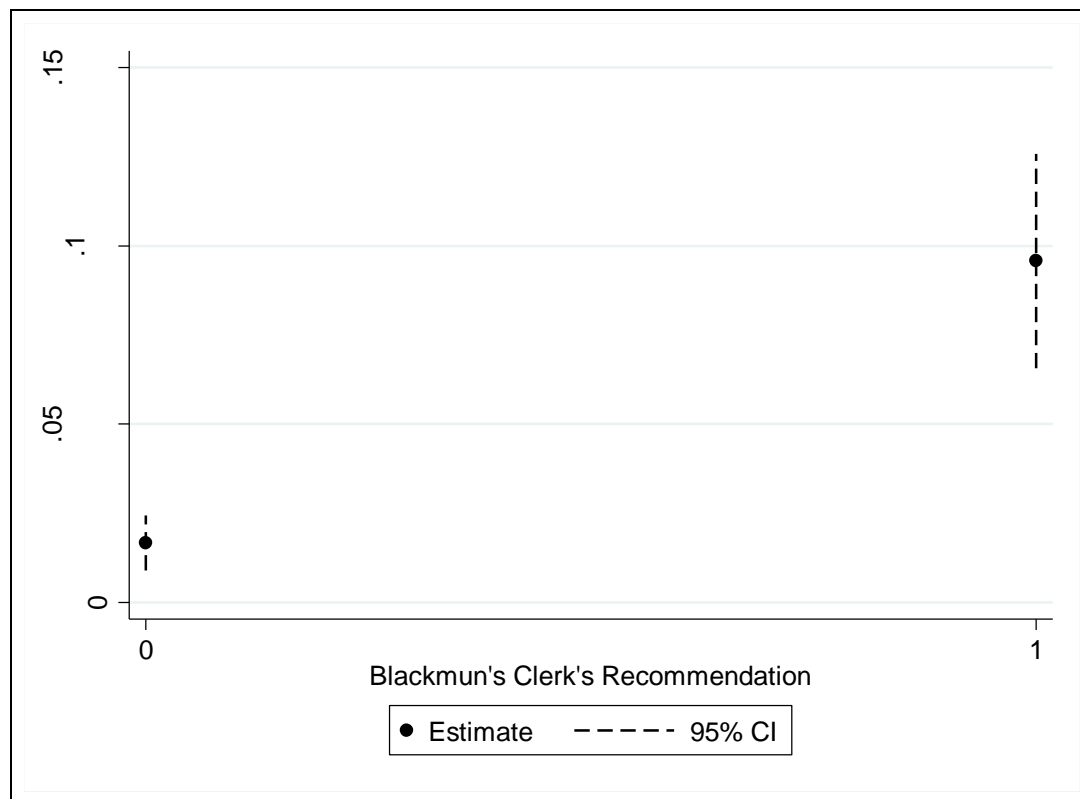 .15
.1
.05
0
0 1
Blackmun's Clerk's Recommendation
Estimate 95% CI